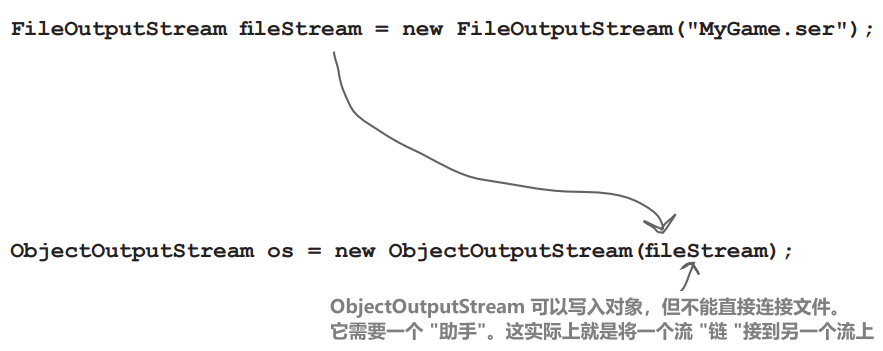 FileOutputStream fileStream = new FileOutputStream("MyGame.ser");
ObjectOutputStream os = new ObjectOutputStream(fileStream);
ObjectOutputStream 可以写入对象，但不能直接连接文件。
它需要一个 "助手"。这实际上就是将一个流 "链 "接到另一个流上